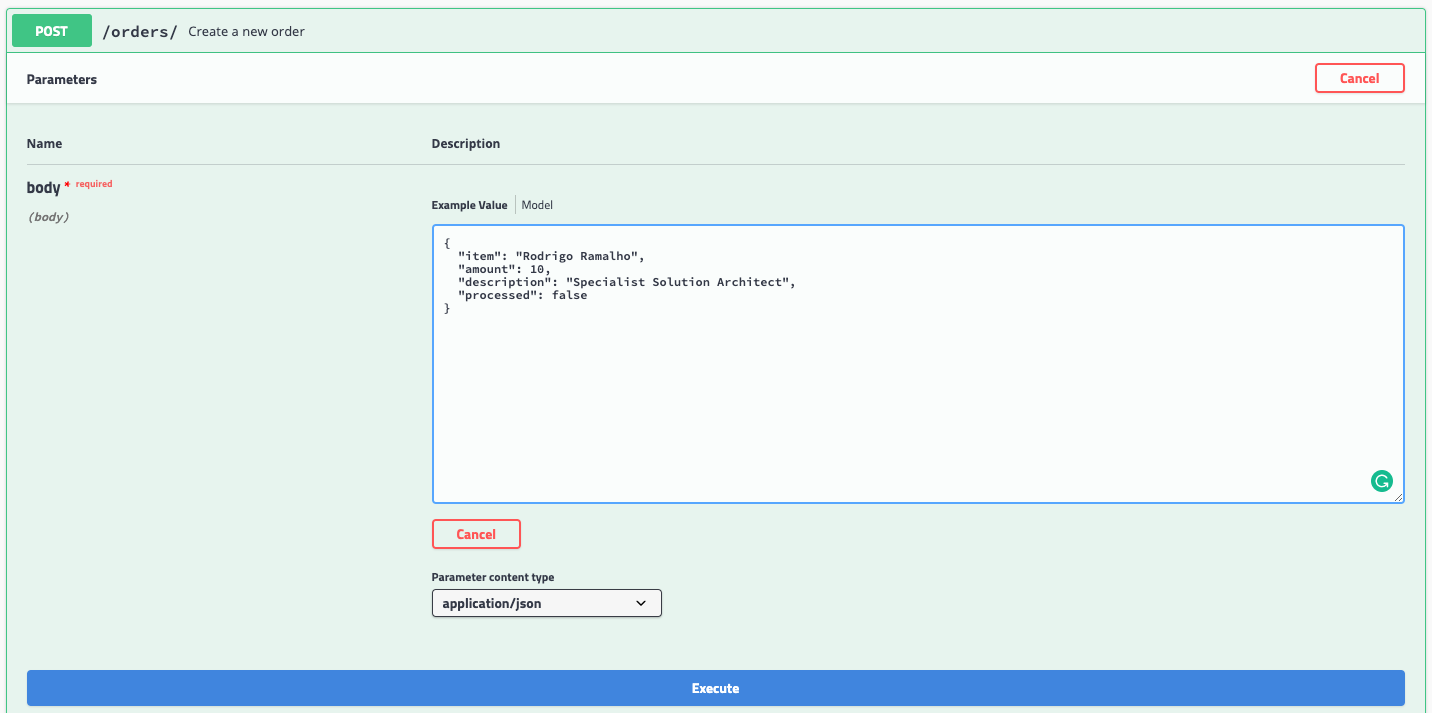 POST /orders/ Create a new order
Parameters Cancel
Name Description
body * required
(body)
Example Value Model
{
  "item": "Rodrigo Ramalho",
  "amount": 10,
  "description": "Specialist Solution Architect",
  "processed": false
}
Cancel
Parameter content type
application/json
Execute